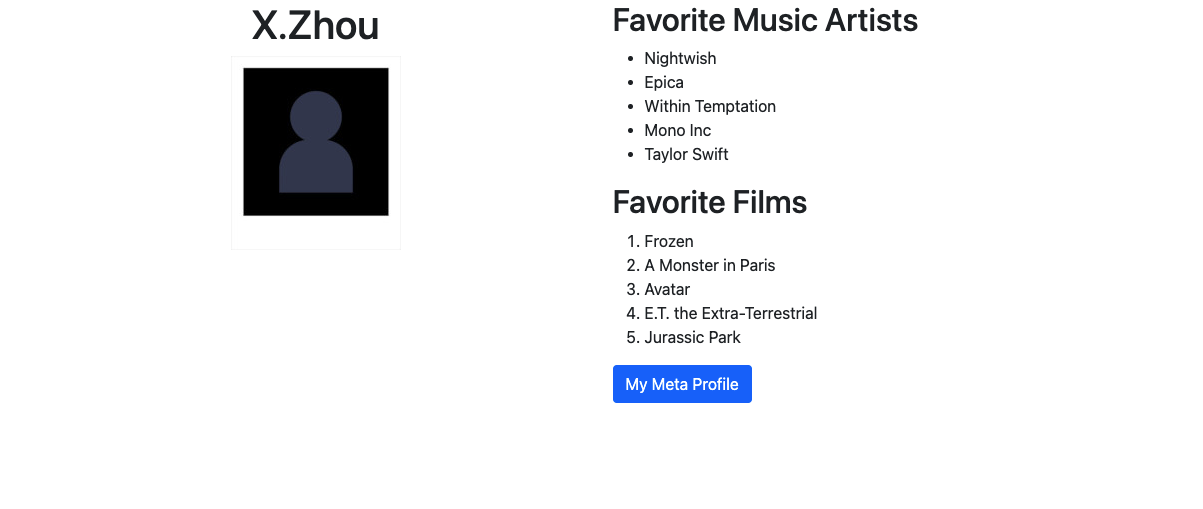 X.Zhou
Favorite Music Artists
• Nightwish
• Epica
• Within Temptation
• Mono Inc
• Taylor Swift
Favorite Films
1. Frozen
2. A Monster in Paris
3. Avatar
4. E.T. the Extra-Terrestrial
5. Jurassic Park
My Meta Profile